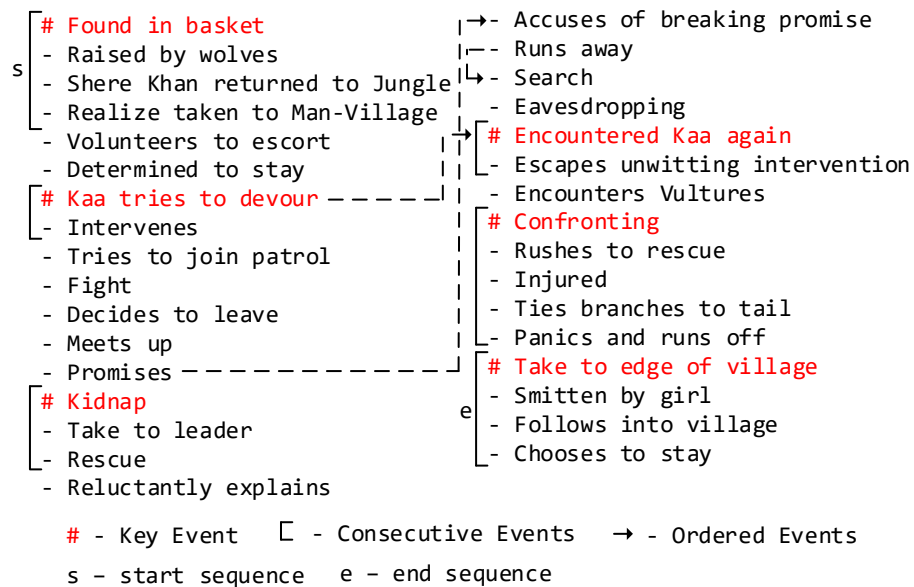 # Found in basket
- Raised by wolves
s
- Shere Khan returned to Jungle
- Realize taken to Man-Village
- Volunteers to escort
- Determined to stay
# Kaa tries to devour
- Intervenes
- Tries to join patrol
- Fight
- Decides to leave
- Meets up
- Promises
# Kidnap
- Take to leader
- Rescue
- Reluctantly explains
- Accuses of breaking promise
- Runs away
- Search
- Eavesdropping
# Encountered Kaa again
- Escapes unwitting intervention
- Encounters Vultures
# Confronting
- Rushes to rescue
- Injured
- Ties branches to tail
- Panics and runs off
# Take to edge of village
- Smitten by girl
e
- Follows into village
- Chooses to stay
# - Key Event - Consecutive Events → - Ordered Events
s – start sequence e – end sequence